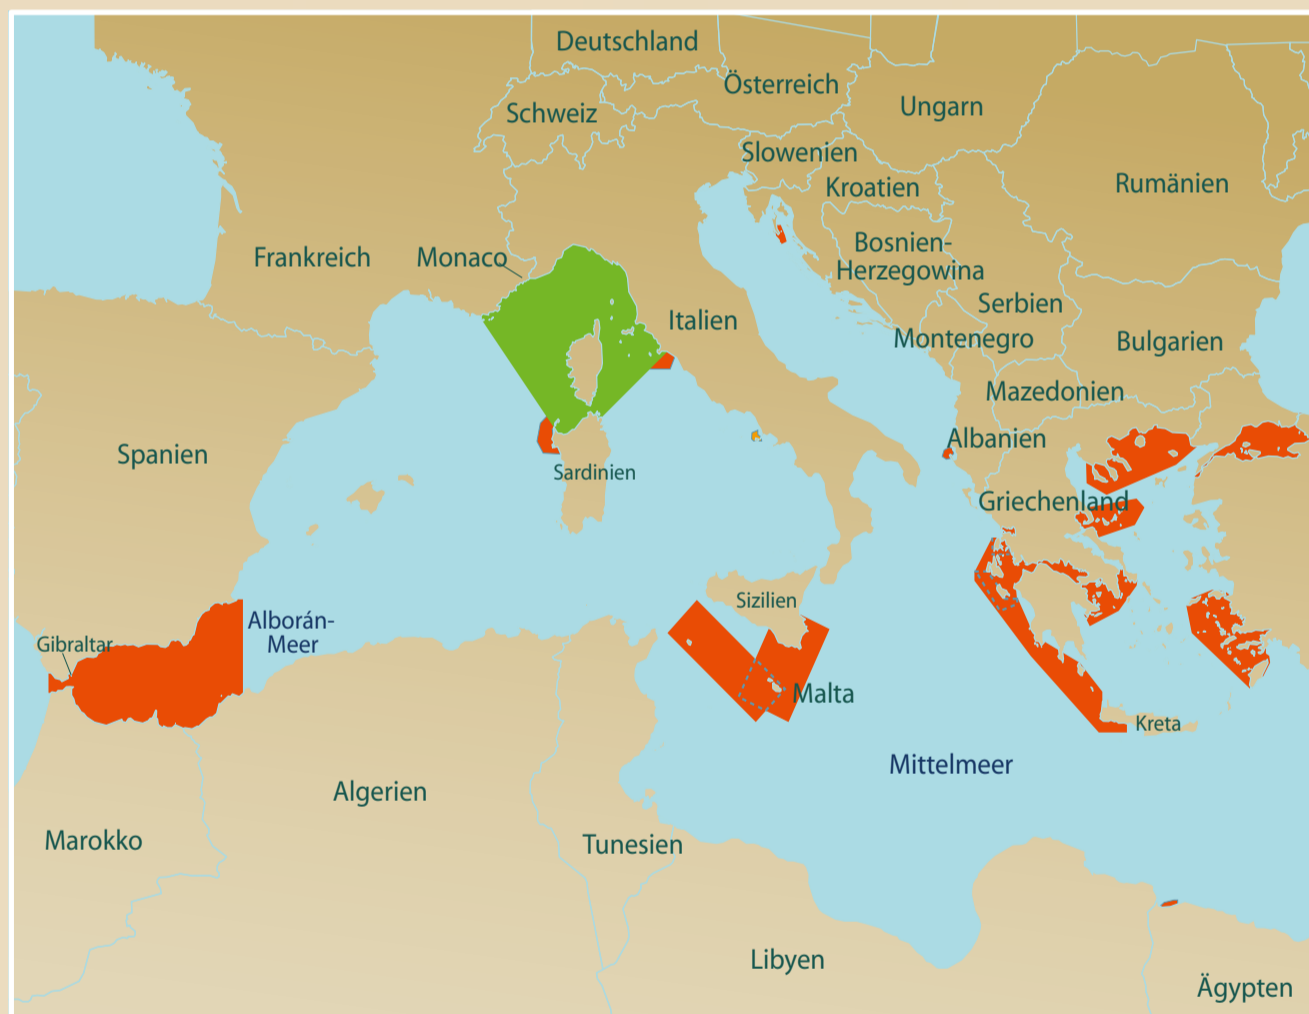 Deutschland
Österreich
Schweiz
Ungarn
Slowenien
Kroatien
Rumänien
Frankreich
Monaco
Bosnien-
Herzegowina
Serbien
Italien
Montenegro
Bulgarien
Mazedonien
Albanien
Spanien
Sardinien
Griechenland
Sizilien
Alborán-
Meer
Gibraltar
Malta
Kreta
Mittelmeer
Algerien
Marokko
Tunesien
Libyen
Ägypten